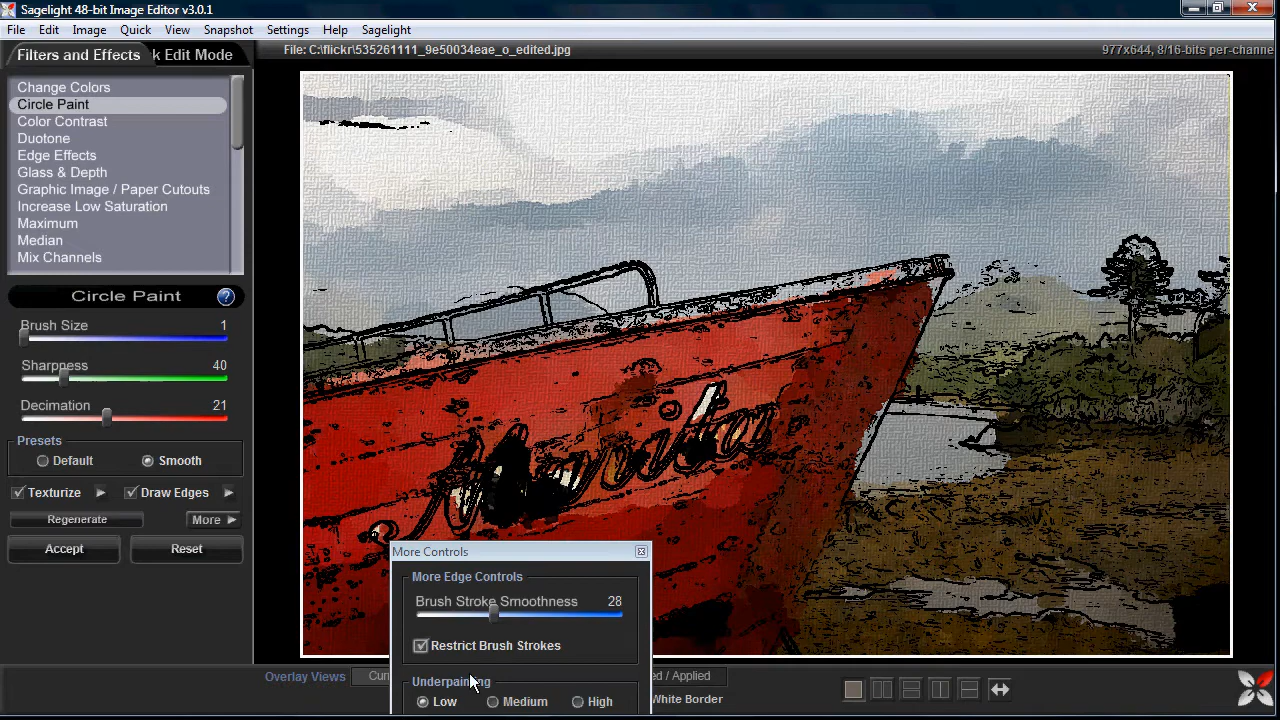 Sagelight 48-bit Image Editor v3.0.1
File Edit Image Quick View Snapshot Settings Help Sagelight
Filters and Effects k Edit Mode
File: C:\flickr\535261111_9e50034eae_o_edited.jpg
977x644, 8/16-bits per-channe
Change Colors
Circle Paint
Color Contrast
Duotone
Edge Effects
Glass & Depth
Graphic Image / Paper Cutouts
Increase Low Saturation
Maximum
Median
Mix Channels
Circle Paint ?
Brush Size 1
Sharpness 40
Decimation 21
Presets
Default Smooth
Texturize Draw Edges
Regenerate More
Accept Reset
More Controls
More Edge Controls
Brush Stroke Smoothness 28
Restrict Brush Strokes
Underpainting
Low Medium High
Overlay Views Cur ed / Applied
White Border